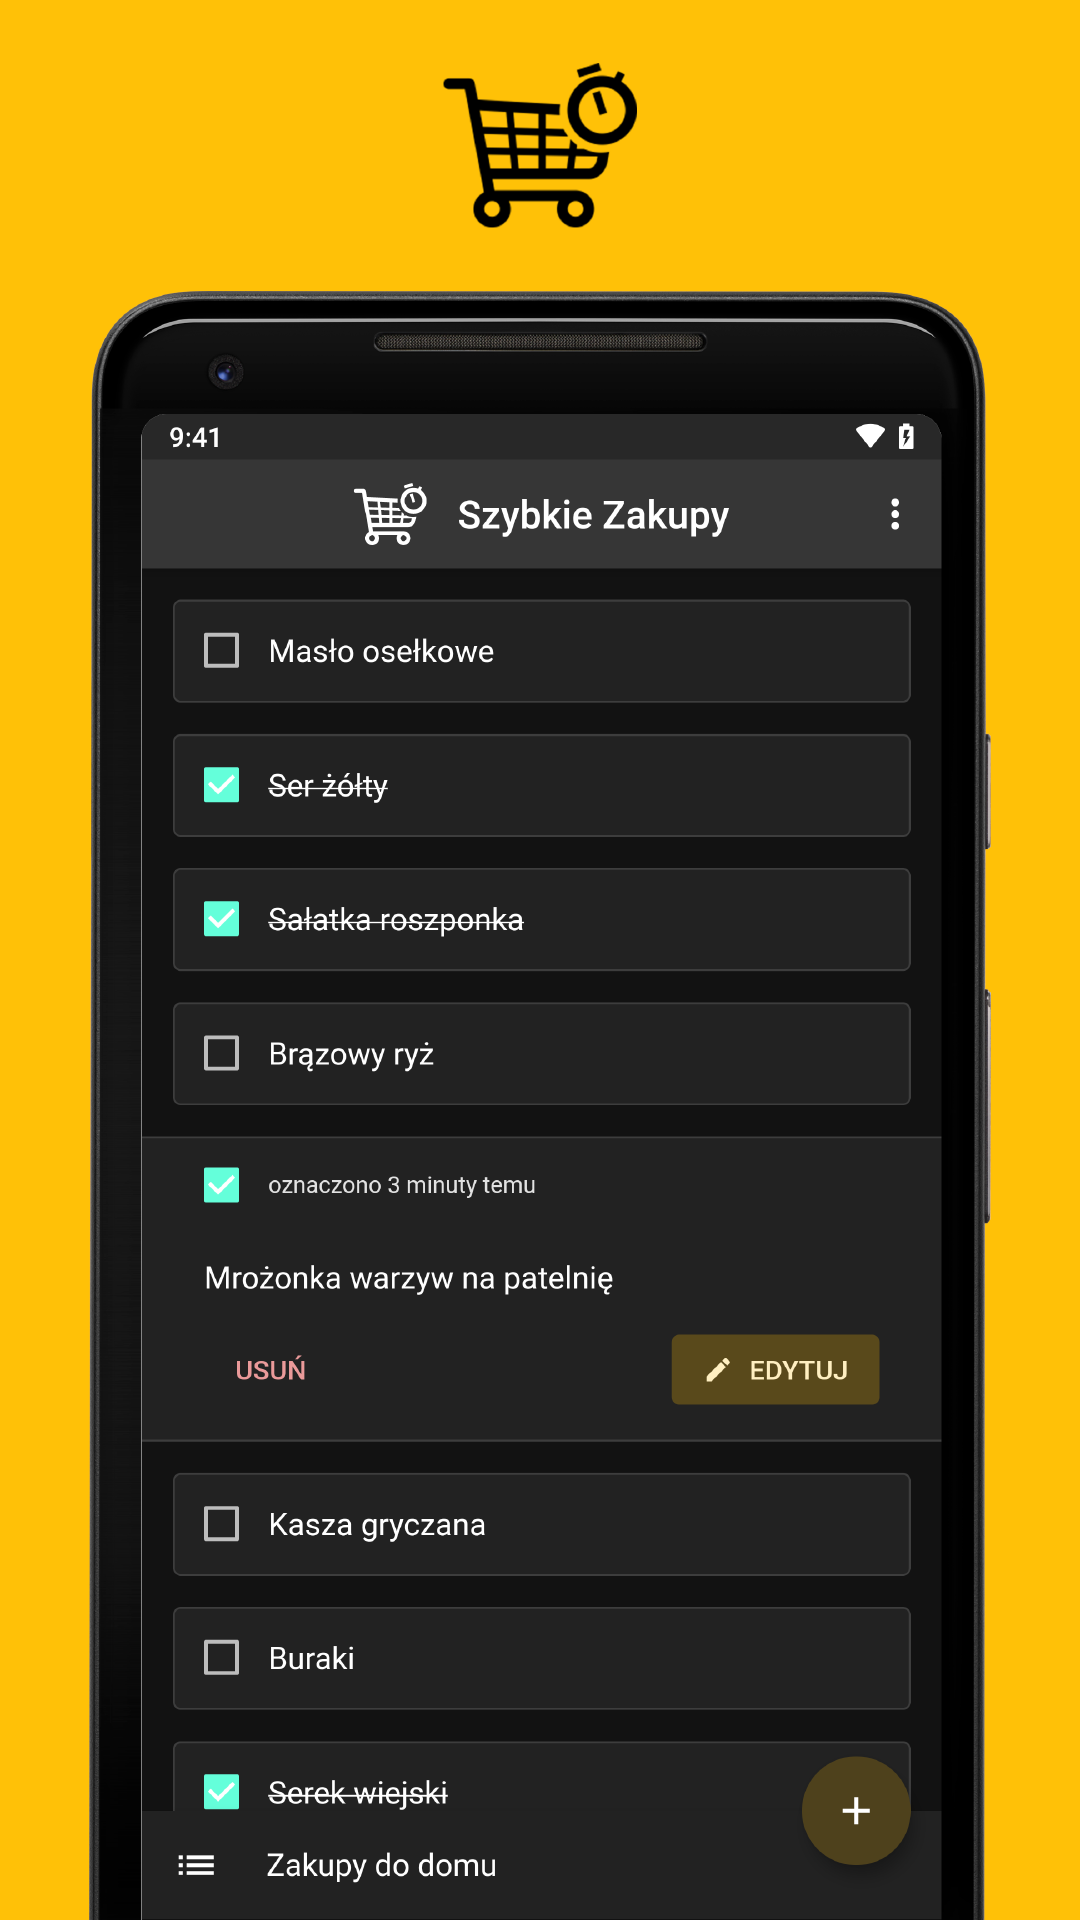 9:41
Szybkie Zakupy
Masło osełkowe
Ser żółty
Sałatka roszponka
Brązowy ryż
oznaczono 3 minuty temu
Mrożonka warzyw na patelnię
USUŃ
EDYTUJ
Kasza gryczana
Buraki
Serek wiejski
Zakupy do domu